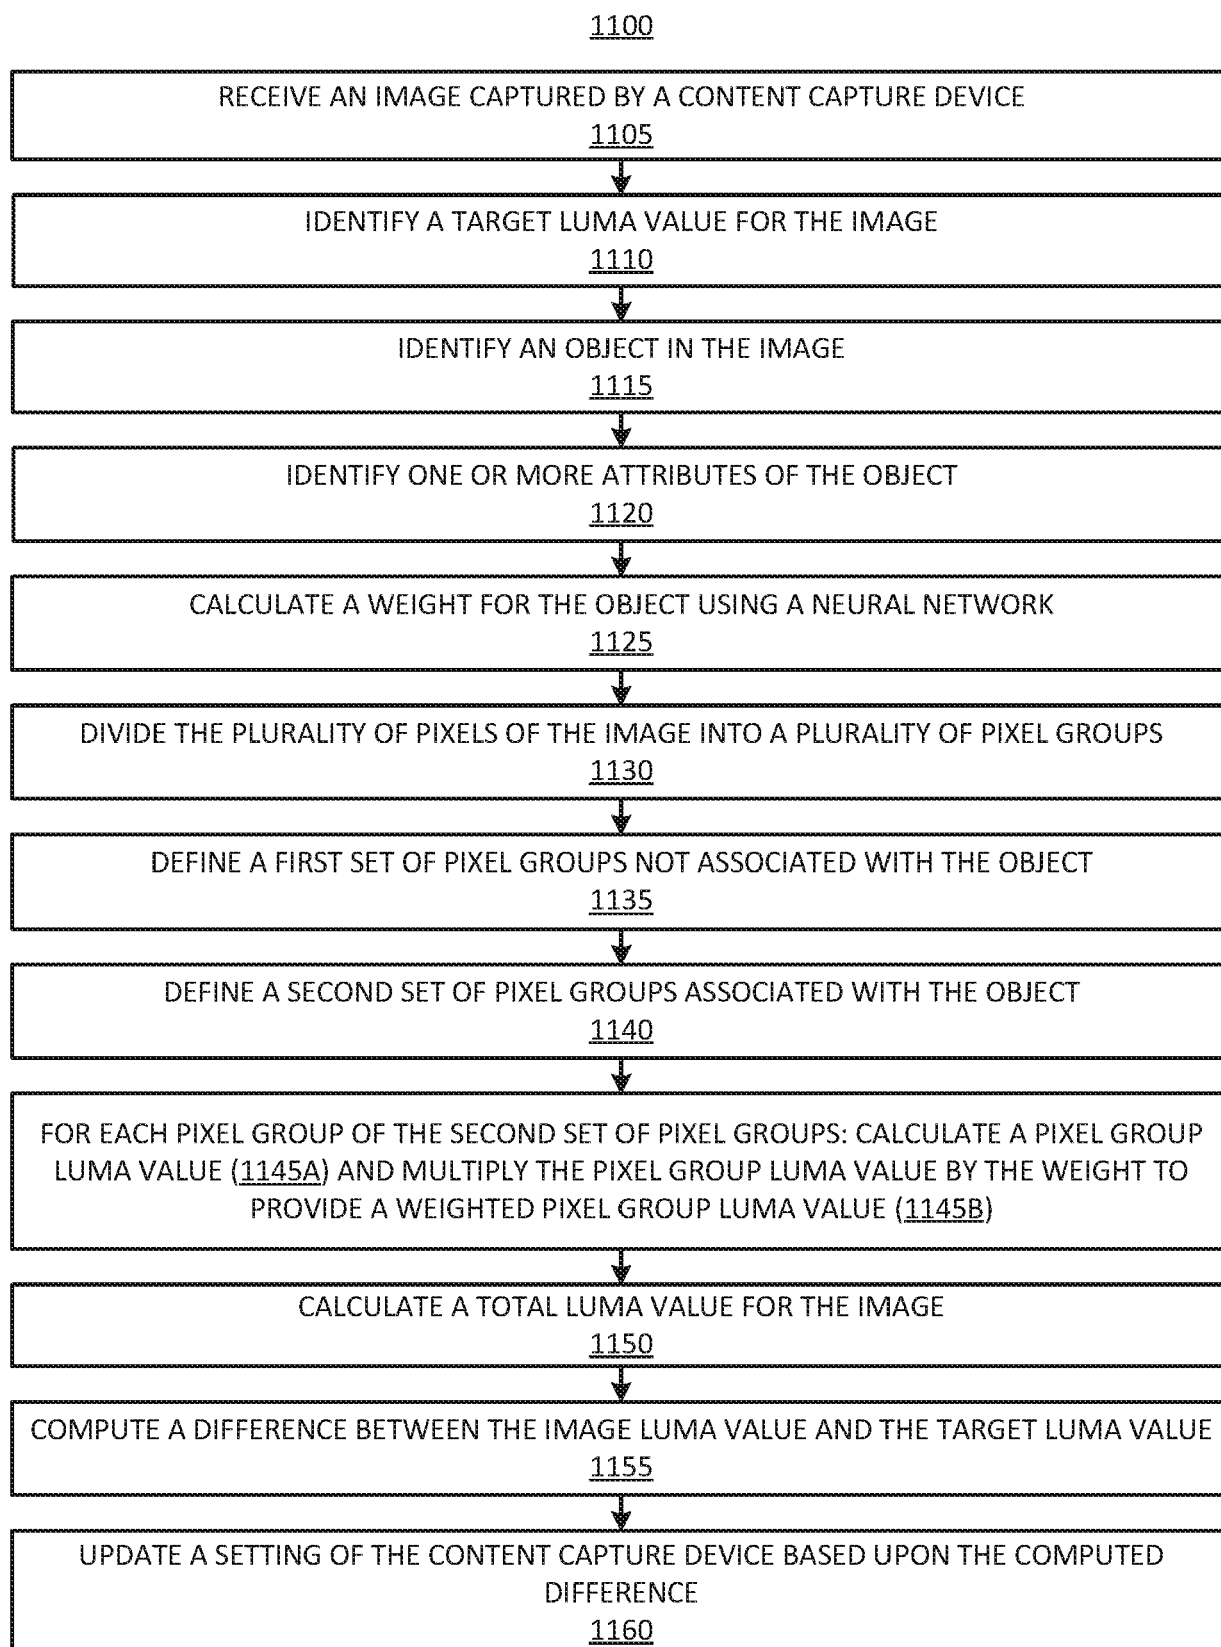 1100
RECEIVE AN IMAGE CAPTURED BY A CONTENT CAPTURE DEVICE
1105
IDENTIFY A TARGET LUMA VALUE FOR THE IMAGE
1110
IDENTIFY AN OBJECT IN THE IMAGE
1115
IDENTIFY ONE OR MORE ATTRIBUTES OF THE OBJECT
1120
CALCULATE A WEIGHT FOR THE OBJECT USING A NEURAL NETWORK
1125
DIVIDE THE PLURALITY OF PIXELS OF THE IMAGE INTO A PLURALITY OF PIXEL GROUPS
1130
DEFINE A FIRST SET OF PIXEL GROUPS NOT ASSOCIATED WITH THE OBJECT
1135
DEFINE A SECOND SET OF PIXEL GROUPS ASSOCIATED WITH THE OBJECT
1140
FOR EACH PIXEL GROUP OF THE SECOND SET OF PIXEL GROUPS: CALCULATE A PIXEL GROUP
LUMA VALUE (1145A) AND MULTIPLY THE PIXEL GROUP LUMA VALUE BY THE WEIGHT TO
PROVIDE A WEIGHTED PIXEL GROUP LUMA VALUE (1145B)
CALCULATE A TOTAL LUMA VALUE FOR THE IMAGE
1150
COMPUTE A DIFFERENCE BETWEEN THE IMAGE LUMA VALUE AND THE TARGET LUMA VALUE
1155
UPDATE A SETTING OF THE CONTENT CAPTURE DEVICE BASED UPON THE COMPUTED
DIFFERENCE
1160